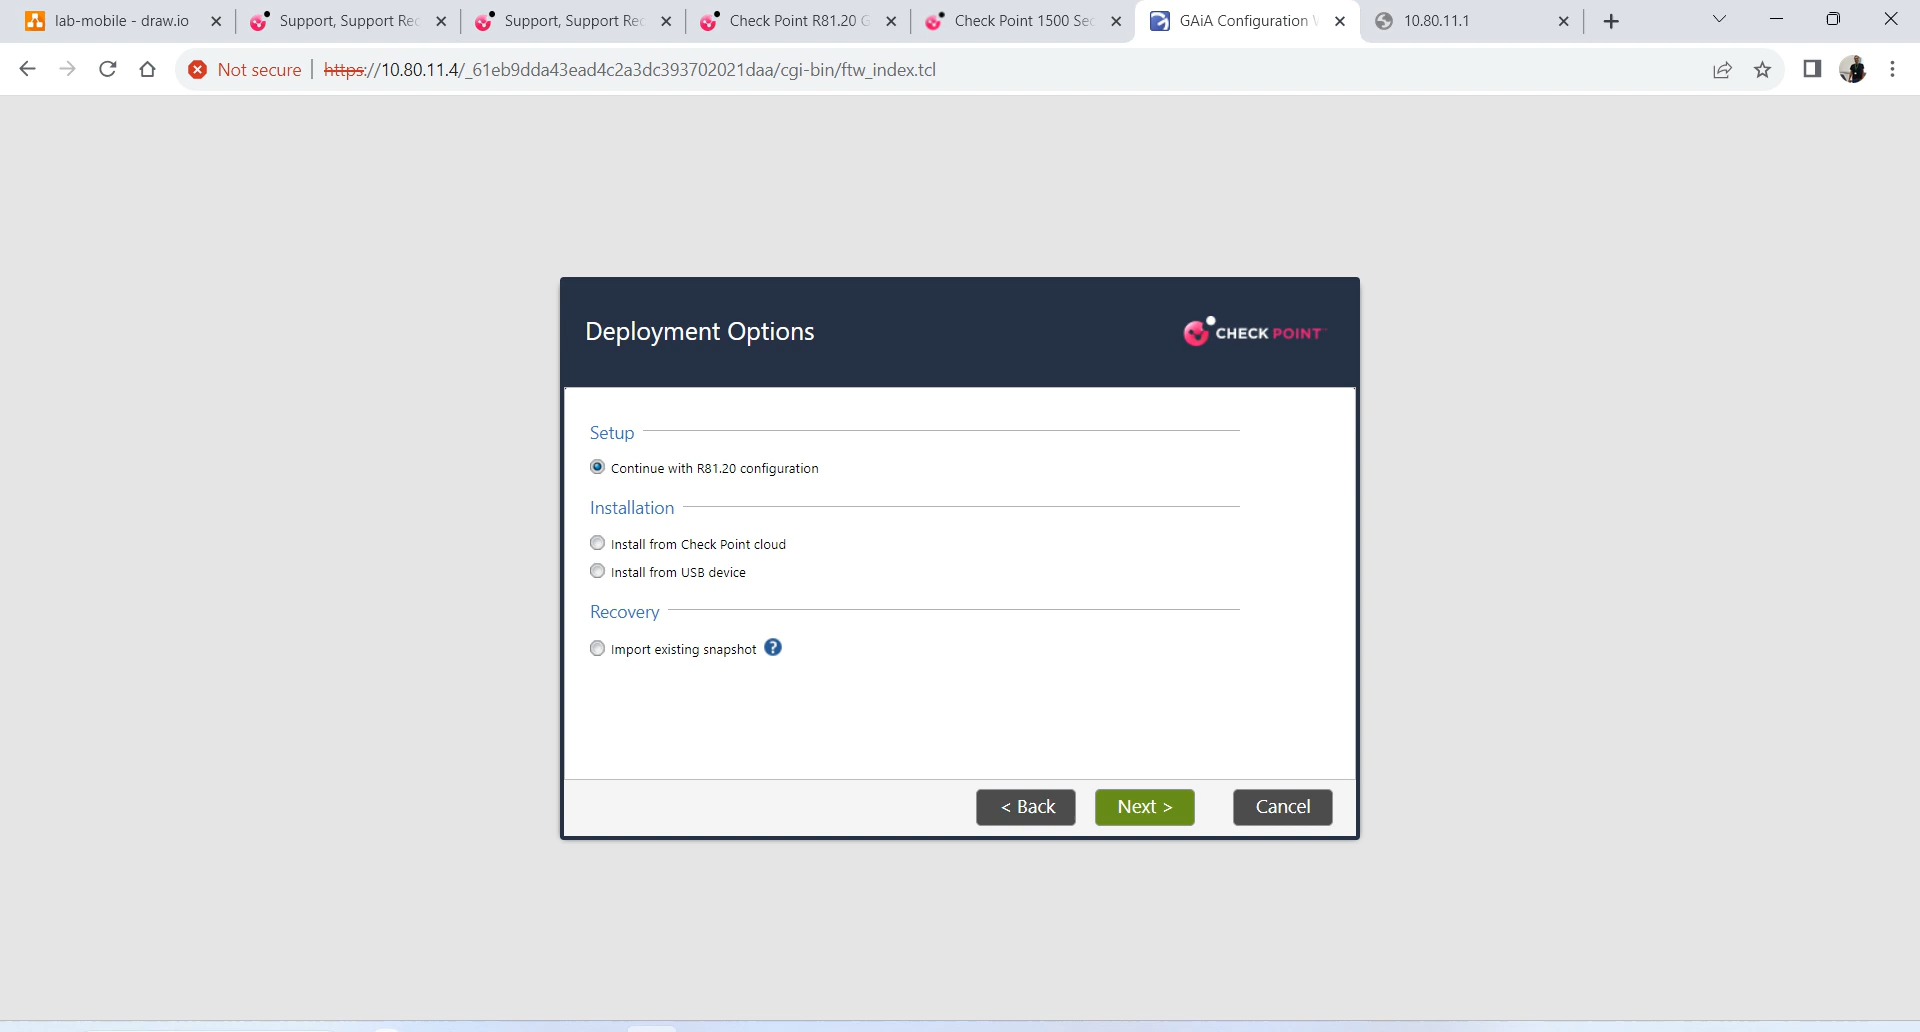 lab-mobile - draw.io
Support, Support Rec
Support, Support Rec
Check Point R81.20 G
Check Point 1500 Sec
GAiA Configuration
10.80.11.1
Not secure
https://10.80.11.4/_61eb9dda43ead4c2a3dc393702021daa/cgi-bin/ftw_index.tcl
Deployment Options
CHECK POINT
Setup
Continue with R81.20 configuration
Installation
Install from Check Point cloud
Install from USB device
Recovery
Import existing snapshot ?
< Back
Next >
Cancel